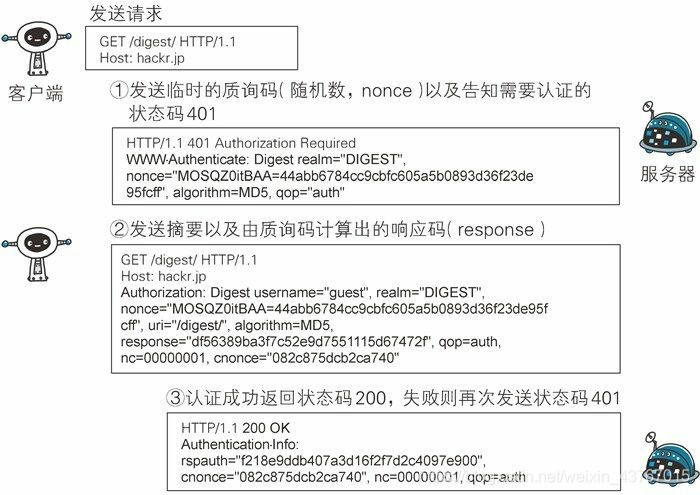 发送请求
GET /digest/ HTTP/1.1
Host: hackr.jp
客户端
①发送临时的质询码(随机数，nonce)以及告知需要认证的
状态码401
HTTP/1.1 401 Authorization Required
WWW-Authenticate: Digest realm="DIGEST",
nonce="MOSQZ0itBAA=44abb6784cc9cbfc605a5b0893d36f23de
95fcff", algorithm=MD5, qop="auth"
服务器
②发送摘要以及由质询码计算出的响应码(response)
GET /digest/ HTTP/1.1
Host: hackr.jp
Authorization: Digest username="guest", realm="DIGEST",
nonce="MOSQZ0itBAA=44abb6784cc9cbfc605a5b0893d36f23de95f
cff", uri="/digest/", algorithm=MD5,
response="df56389ba3f7c52e9d7551115d67472f", qop=auth,
nc=00000001, cnonce="082c875dcb2ca740"
③认证成功返回状态码200，失败则再次发送状态码401
HTTP/1.1 200 OK
Authentication-Info:
rspauth="f218e9ddb407a3d16f2f7d2c4097e900",
cnonce="082c875dcb2ca740", nc=00000001, qop=auth